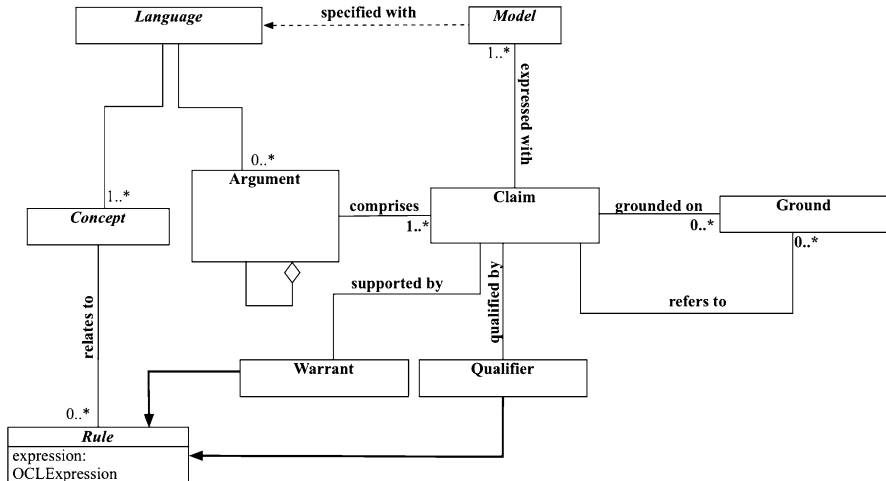 Language
specified with
Model
1..*
expressed with
0..*
Argument
1..*
Concept
comprises
1..*
Claim
grounded on
0..*
Ground
0..*
supported by
qualified by
refers to
relates to
Warrant
Qualifier
0..*
Rule
expression:
OCLExpression